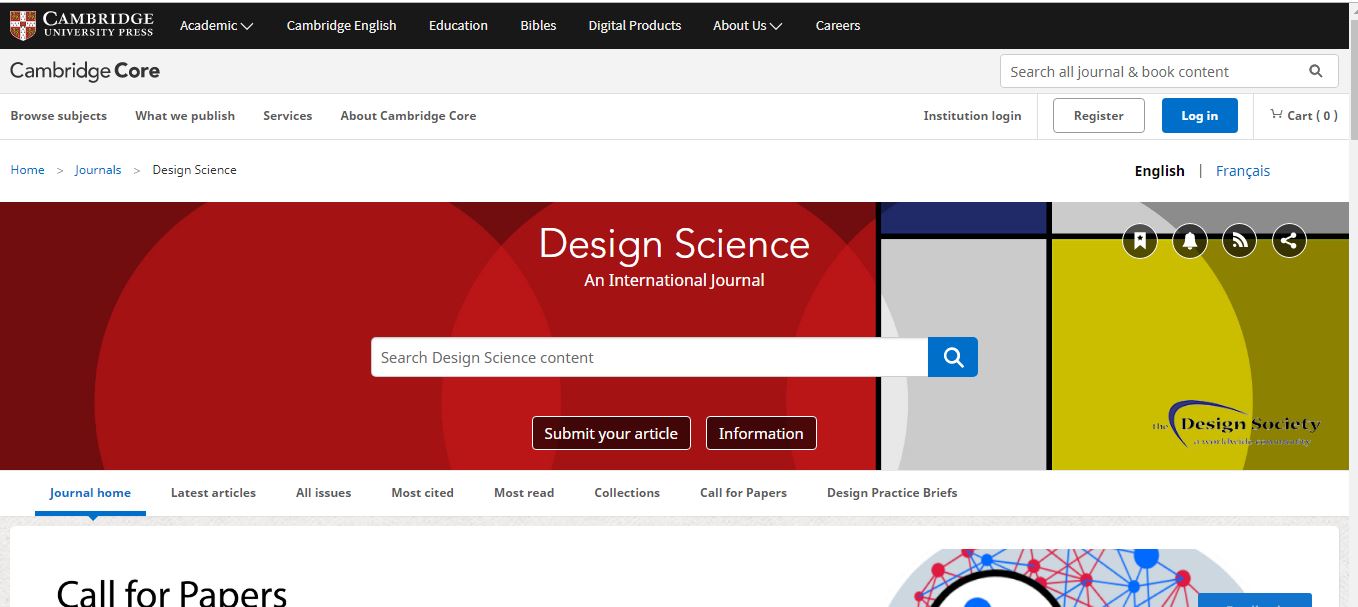 CAMBRIDGE
UNIVERSITY PRESS
Academic Cambridge English Education Bibles Digital Products About Us Careers
Cambridge Core
Search all journal & book content
Browse subjects What we publish Services About Cambridge Core Institution login Register Log in Cart ( 0 )
Home > Journals > Design Science
English | Français
Design Science
An International Journal
Search Design Science content
Submit your article Information
the Design Society
a worldwide community
Journal home Latest articles All issues Most cited Most read Collections Call for Papers Design Practice Briefs
Call for Papers